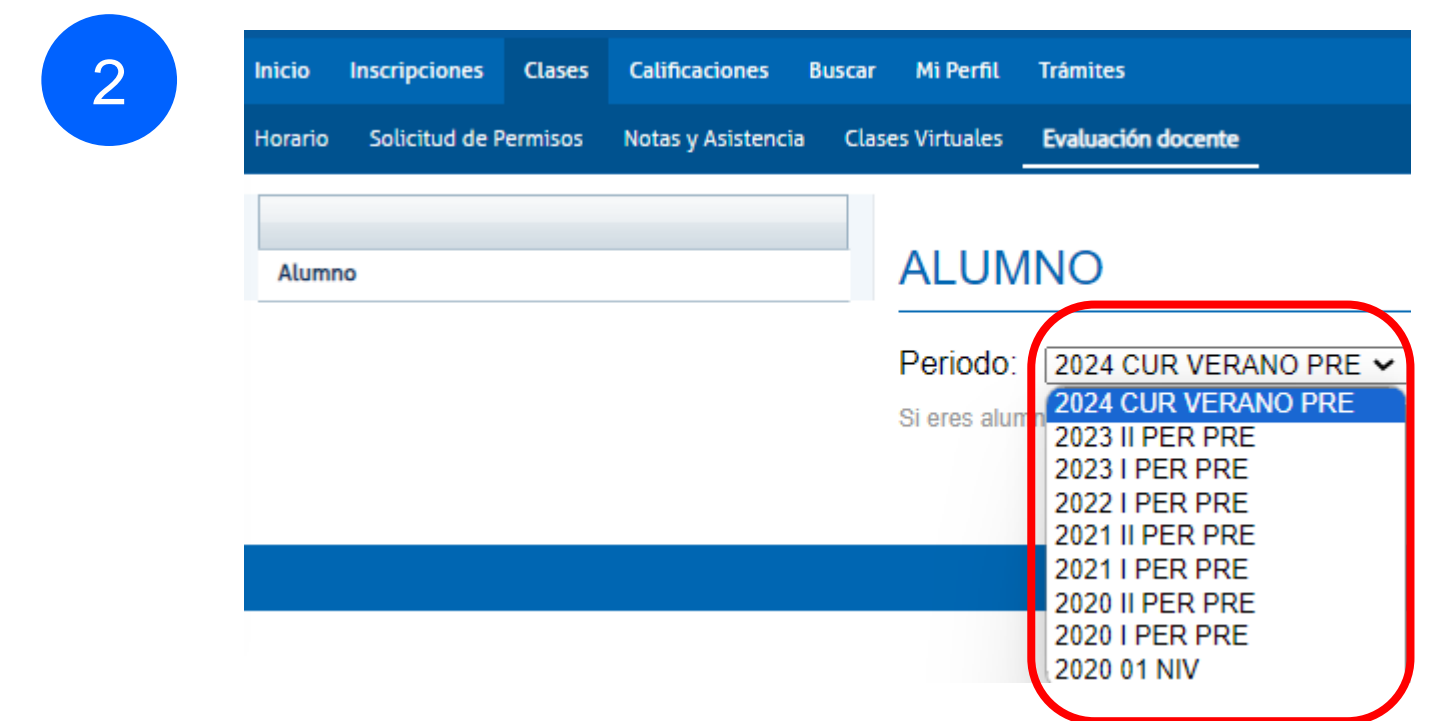 2
Inicio Inscripciones Clases Calificaciones Buscar Mi Perfil Trámites
Horario Solicitud de Permisos Notas y Asistencia Clases Virtuales Evaluación docente
Alumno
ALUMNO
Periodo: 2024 CUR VERANO PRE
Si eres
2024 CUR VERANO PRE
2023 II PER PRE
2023 I PER PRE
2022 I PER PRE
2021 II PER PRE
2021 I PER PRE
2020 II PER PRE
2020 I PER PRE
2020 01 NIV